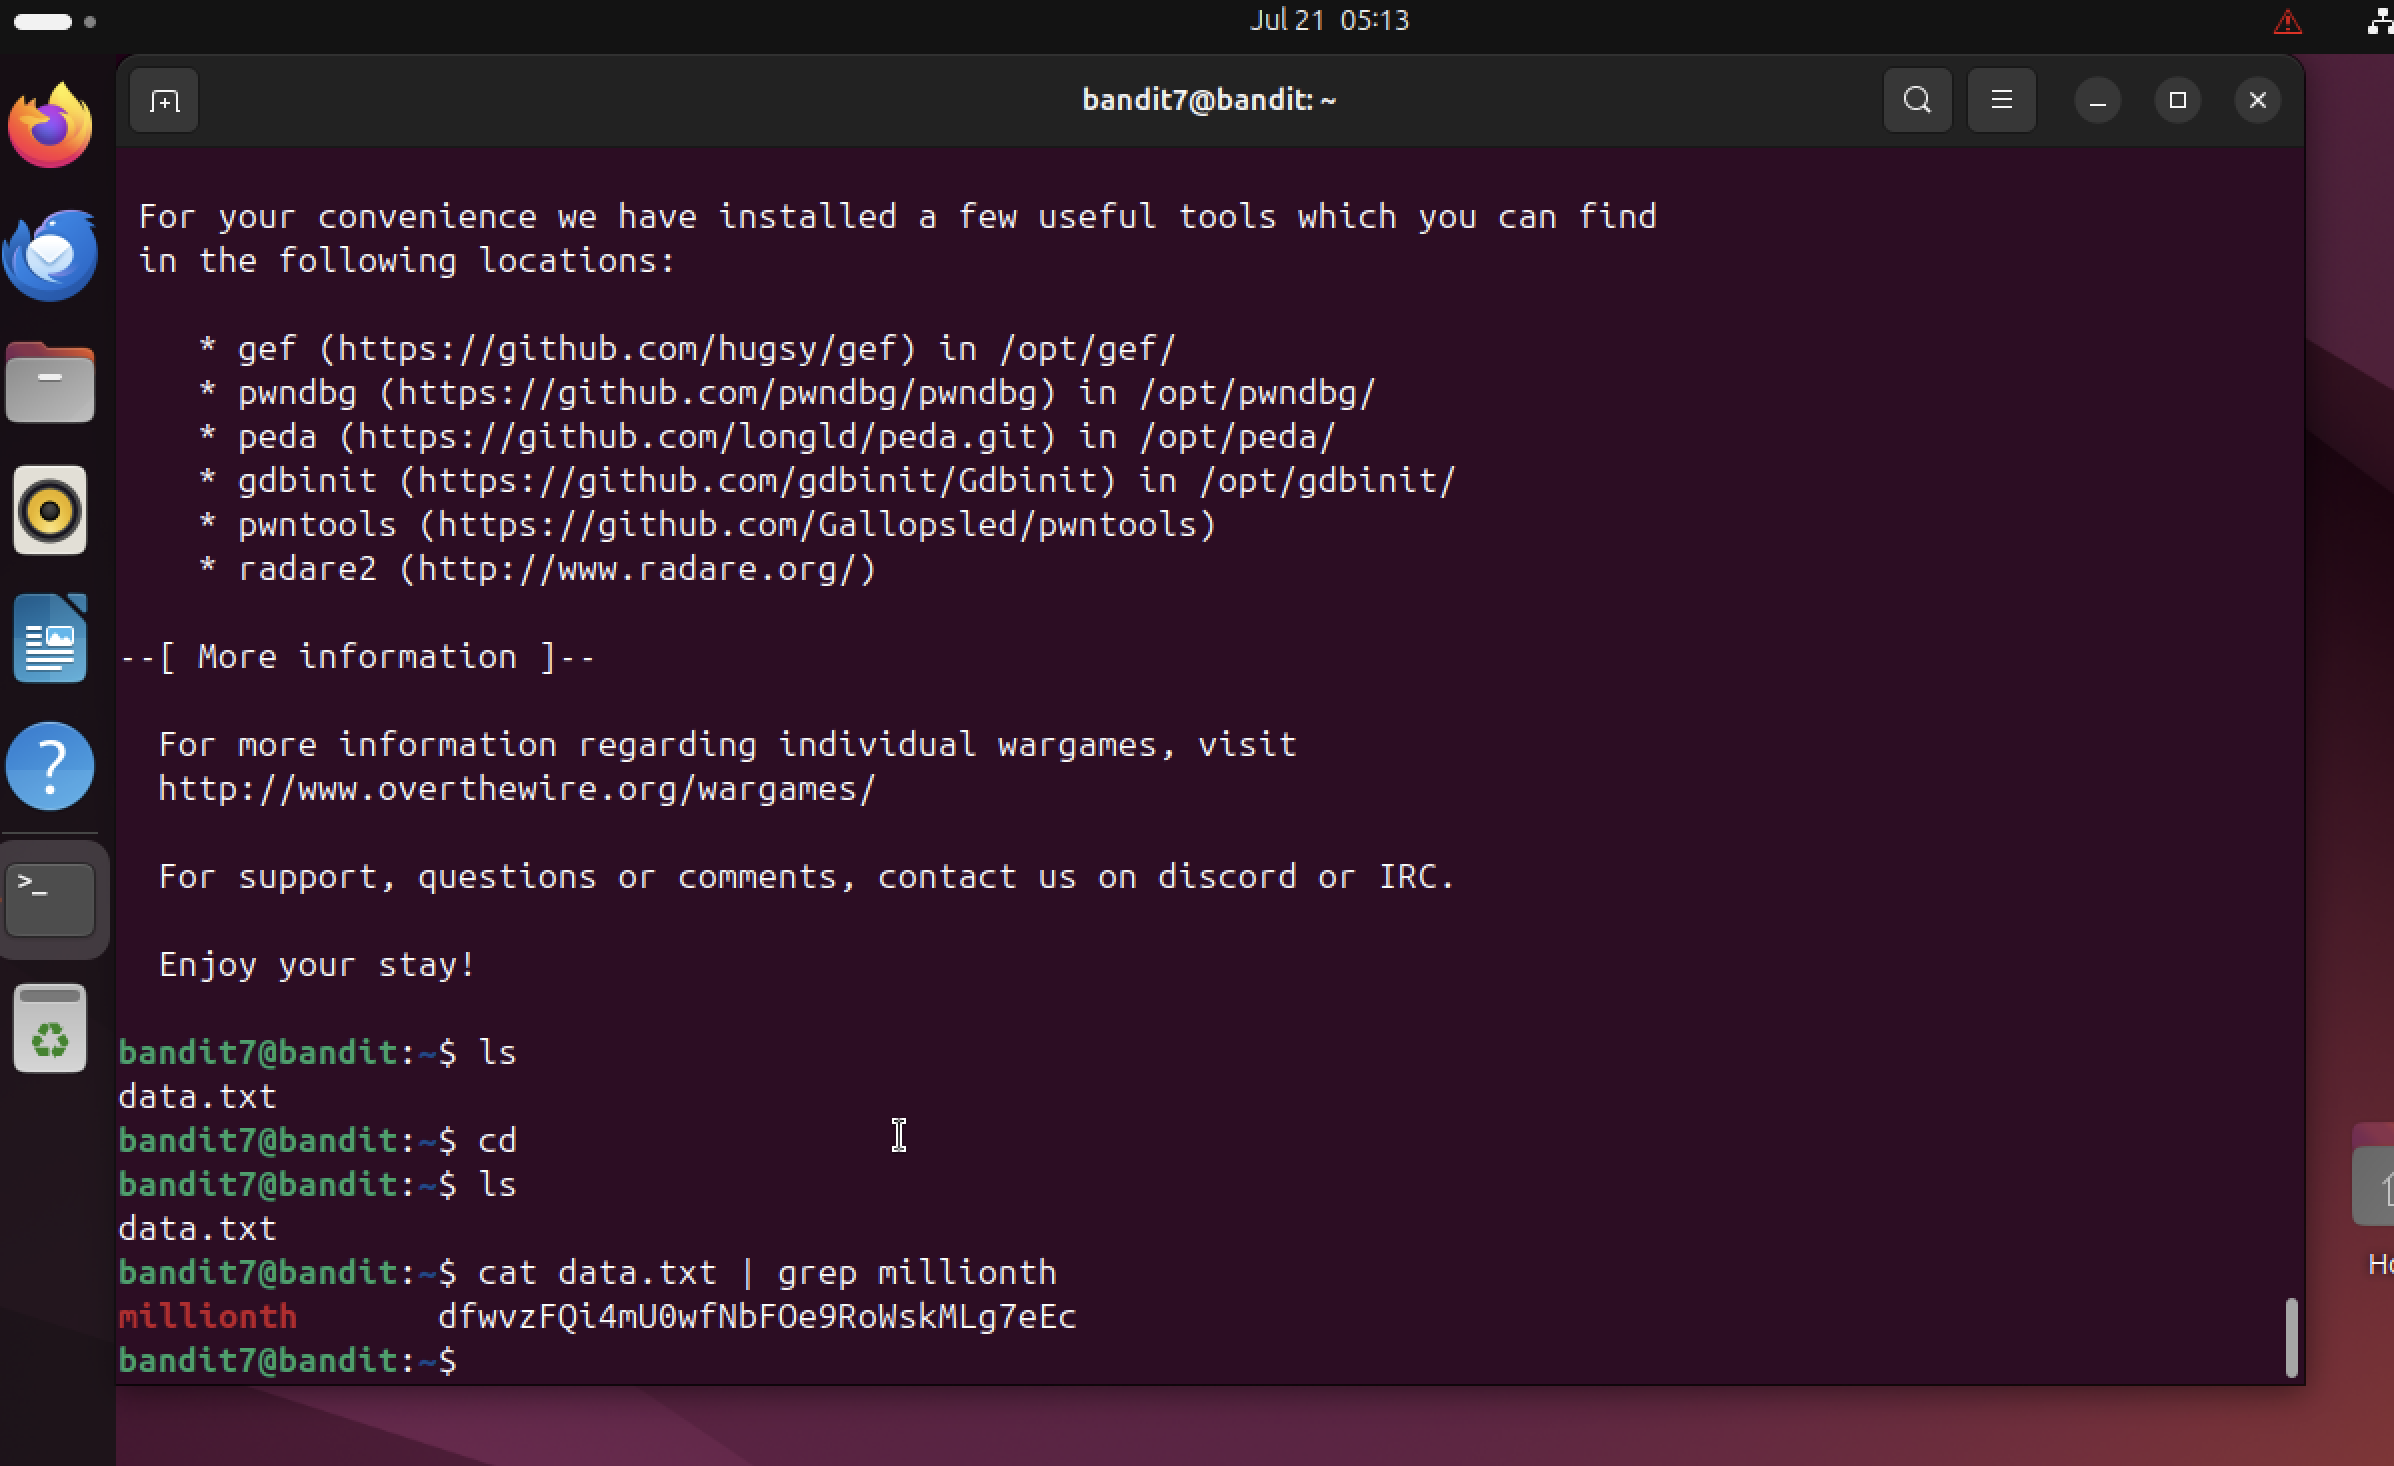 Jul 21 05:13
bandit7@bandit: ~
For your convenience we have installed a few useful tools which you can find
in the following locations:
* gef (https://github.com/hugsy/gef) in /opt/gef/
* pwndbg (https://github.com/pwndbg/pwndbg) in /opt/pwndbg/
* peda (https://github.com/longld/peda.git) in /opt/peda/
* gdbinit (https://github.com/gdbinit/Gdbinit) in /opt/gdbinit/
* pwntools (https://github.com/Gallopsled/pwntools)
* radare2 (http://www.radare.org/)
--[ More information ]--
For more information regarding individual wargames, visit
http://www.overthewire.org/wargames/
For support, questions or comments, contact us on discord or IRC.
Enjoy your stay!
bandit7@bandit:~$ ls
data.txt
bandit7@bandit:~$ cd
bandit7@bandit:~$ ls
data.txt
bandit7@bandit:~$ cat data.txt | grep millionth
millionth dfwvzFQi4mU0wfNbFOe9RoWskMLg7eEc
bandit7@bandit:~$